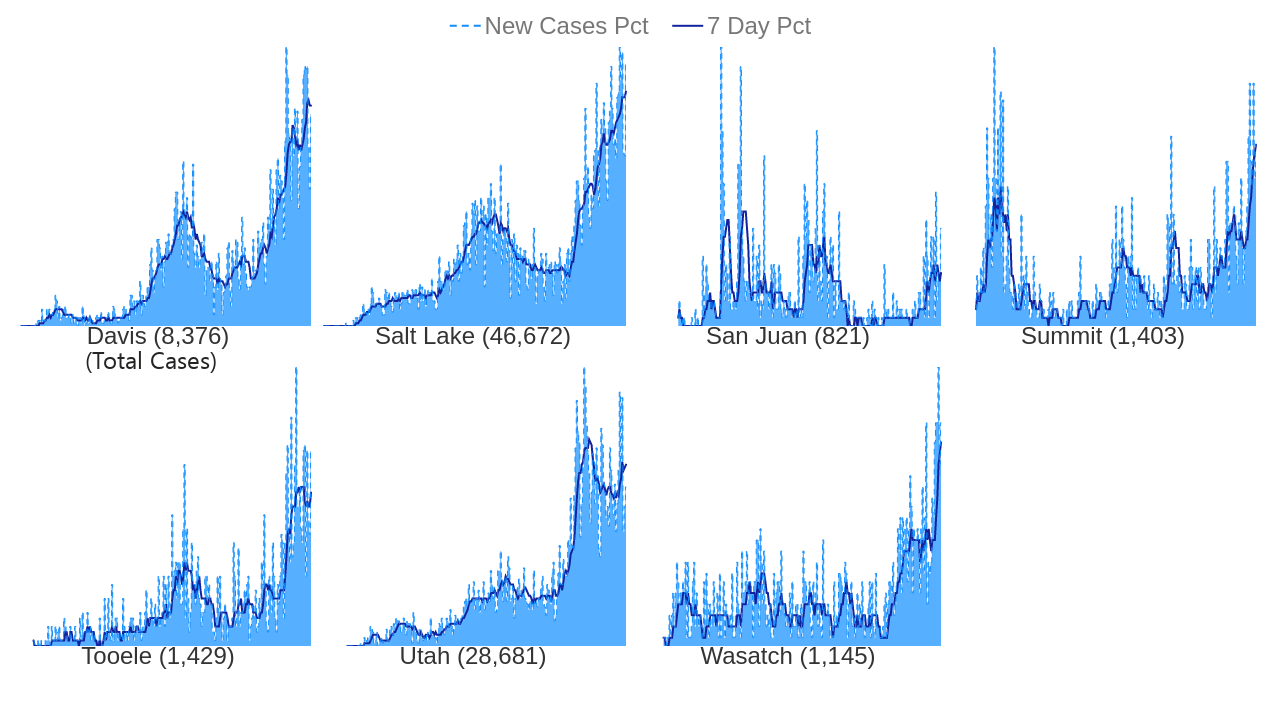 New Cases Pct 7 Day Pct
Davis (8,376)
(Total Cases)
Salt Lake (46,672)
San Juan (821)
Summit (1,403)
Tooele (1,429)
Utah (28,681)
Wasatch (1,145)